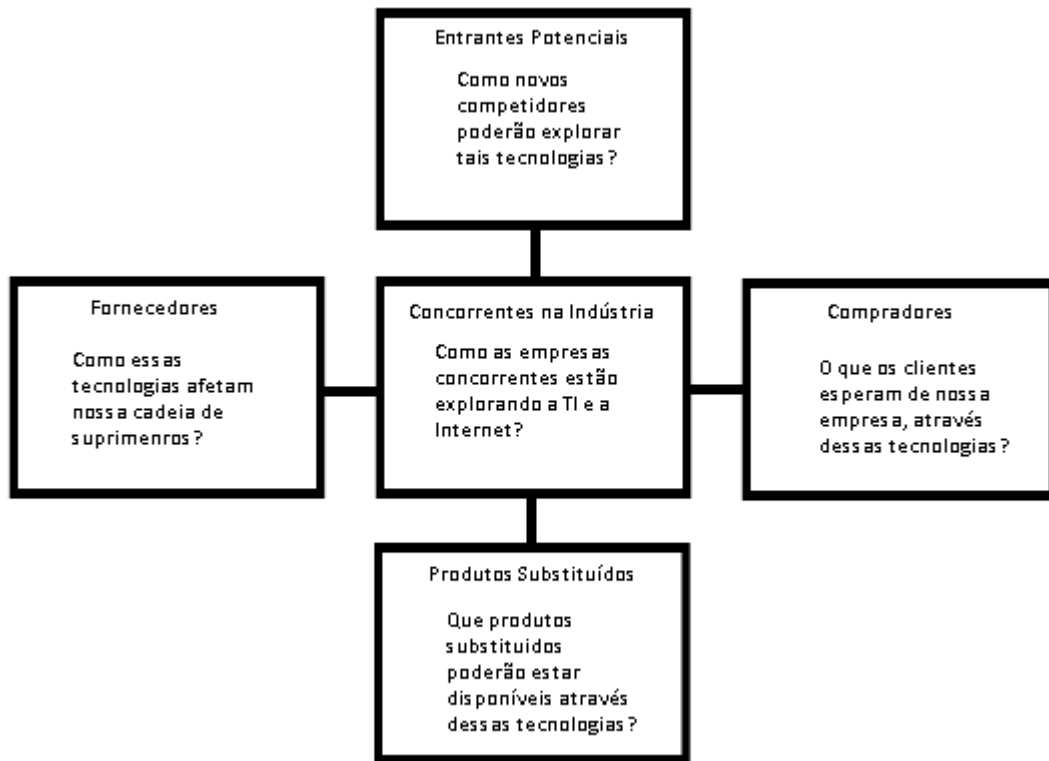 Entrantes Potenciais
Como novos
competidores
poderão explorar
tais tecnologias?
Fornecedores
Como essas
tecnologias afetam
nossa cadeia de
suprimenros?
Concorrentes na Indústria
Como as empresas
concorrentes estão
explorando a TI e a
Internet?
Compradores
O que os clientes
esperam de nossa
empresa, através
dessas tecnologias?
Produtos Substituídos
Que produtos
substituidos
poderão estar
disponíveis através
dessas tecnologias?